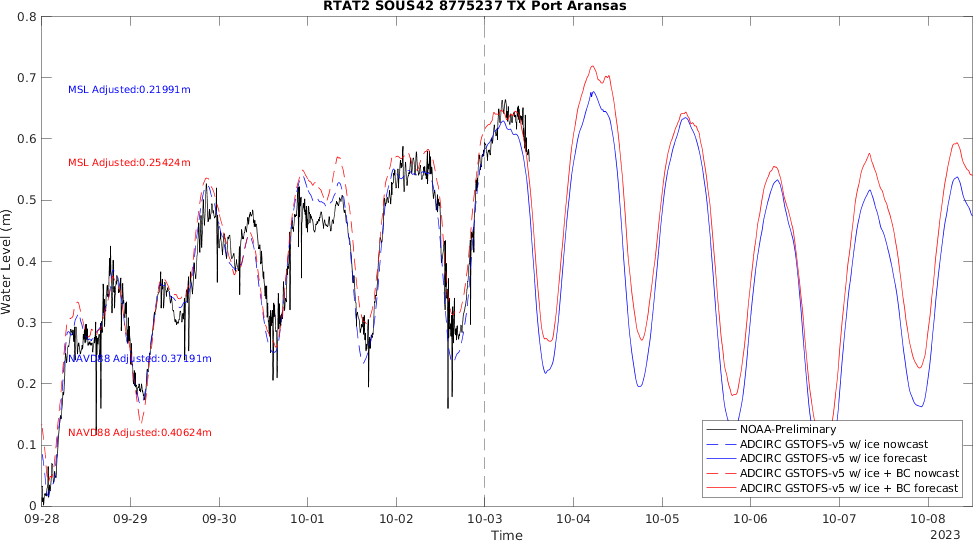 RTAT2 SOUS42 8775237 TX Port Aransas
0.8
0.7
0.6
0.5
0.4
0.3
0.2
0.1
0
Water Level (m)
MSL Adjusted:0.21991m
MSL Adjusted:0.25424m
NAVD88 Adjusted:0.37191m
NAVD88 Adjusted:0.40624m
NOAA-Preliminary
ADCIRC GSTOFS-v5 w/ ice nowcast
ADCIRC GSTOFS-v5 w/ ice forecast
ADCIRC GSTOFS-v5 w/ ice + BC nowcast
ADCIRC GSTOFS-v5 w/ ice + BC forecast
09-28 09-29 09-30 10-01 10-02 10-03 10-04 10-05 10-06 10-07 10-08
Time
2023